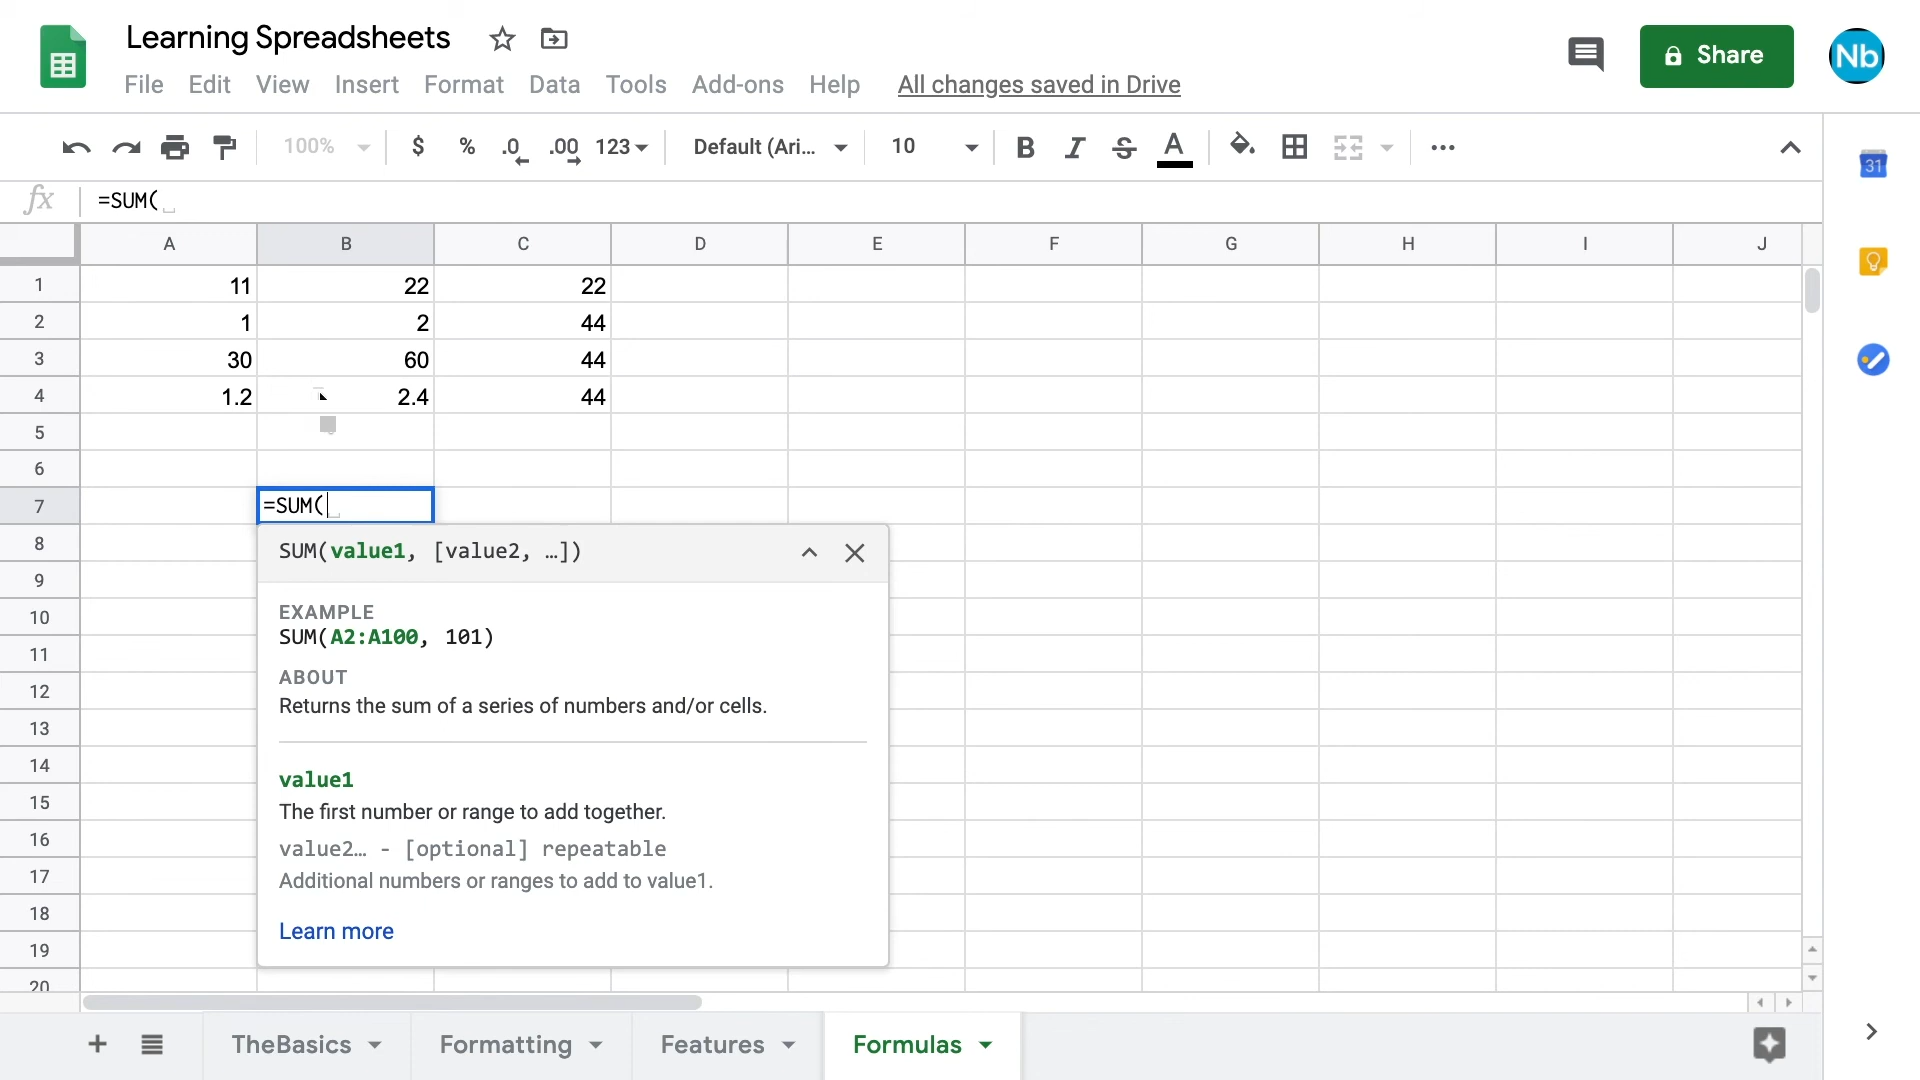 Learning Spreadsheets
File Edit View Insert Format Data Tools Add-ons Help All changes saved in Drive
Share
Nb
100% $ % .0 .00 123 Default (Ari... 10 B I S A
31
fx =SUM(
A B C D E F G H I J
1 11 22 22
2 1 2 44
3 30 60 44
4 1.2 2.4 44
5
6
7 =SUM(
8 SUM(value1, [value2, …])
9
10 EXAMPLE
SUM(A2:A100, 101)
11
ABOUT
12 Returns the sum of a series of numbers and/or cells.
13
14 value1
15 The first number or range to add together.
16 value2… - [optional] repeatable
17 Additional numbers or ranges to add to value1.
18 Learn more
19
20
TheBasics Formatting Features Formulas